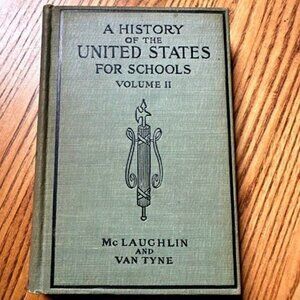 A HISTORY
OF THE
UNITED STATES
FOR SCHOOLS
VOLUME II
McLAUGHLIN
AND
VAN TYNE